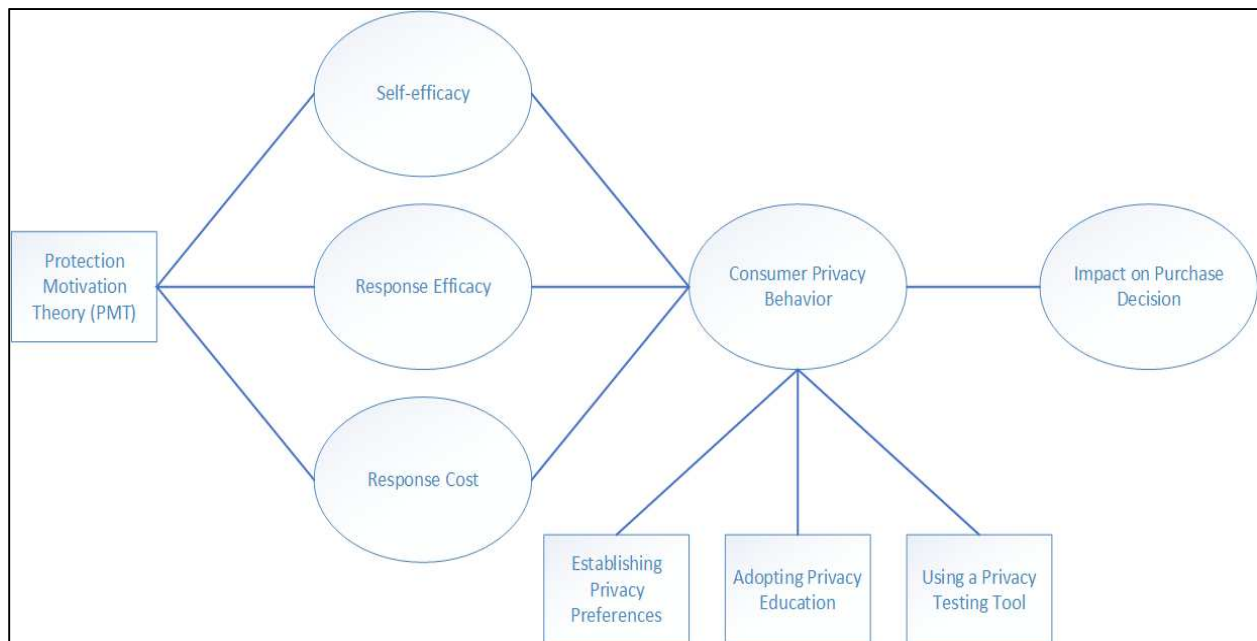 Self-efficacy
Protection
Motivation
Theory (PMT)
Response Efficacy
Consumer Privacy
Behavior
Impact on Purchase
Decision
Response Cost
Establishing
Privacy
Preferences
Adopting Privacy
Education
Using a Privacy
Testing Tool